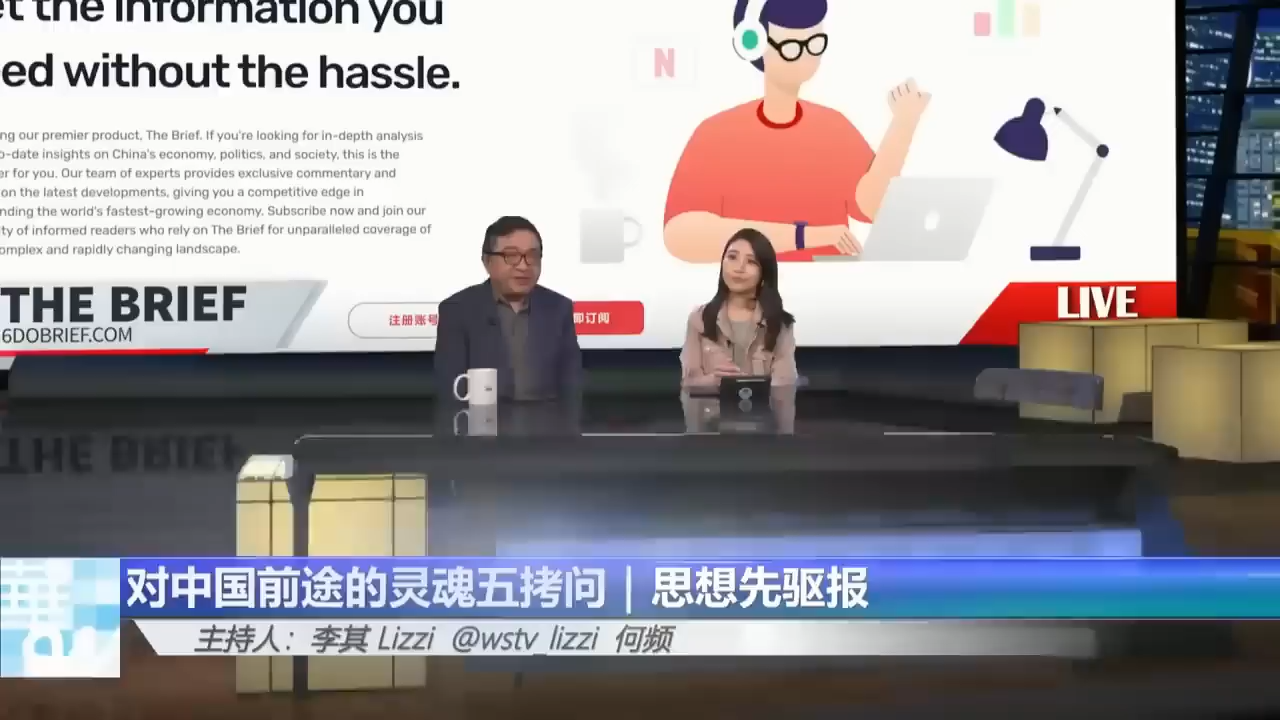 et the information you
ed without the hassle.
ng our premier product, The Brief. If you're looking for in-depth analysis
o-date insights on China's economy, politics, and society, this is the
er for you. Our team of experts provides exclusive commentary and
on the latest developments, giving you a competitive edge in
nding the world's fastest-growing economy. Subscribe now and join our
ity of informed readers who rely on The Brief for unparalleled coverage of
omplex and rapidly changing landscape.
N
THE BRIEF
6DOBRIEF.COM
注册账号
即订阅
LIVE
对中国前途的灵魂五拷问｜思想先驱报
主持人：李其 Lizzi @wstv_lizzi 何频